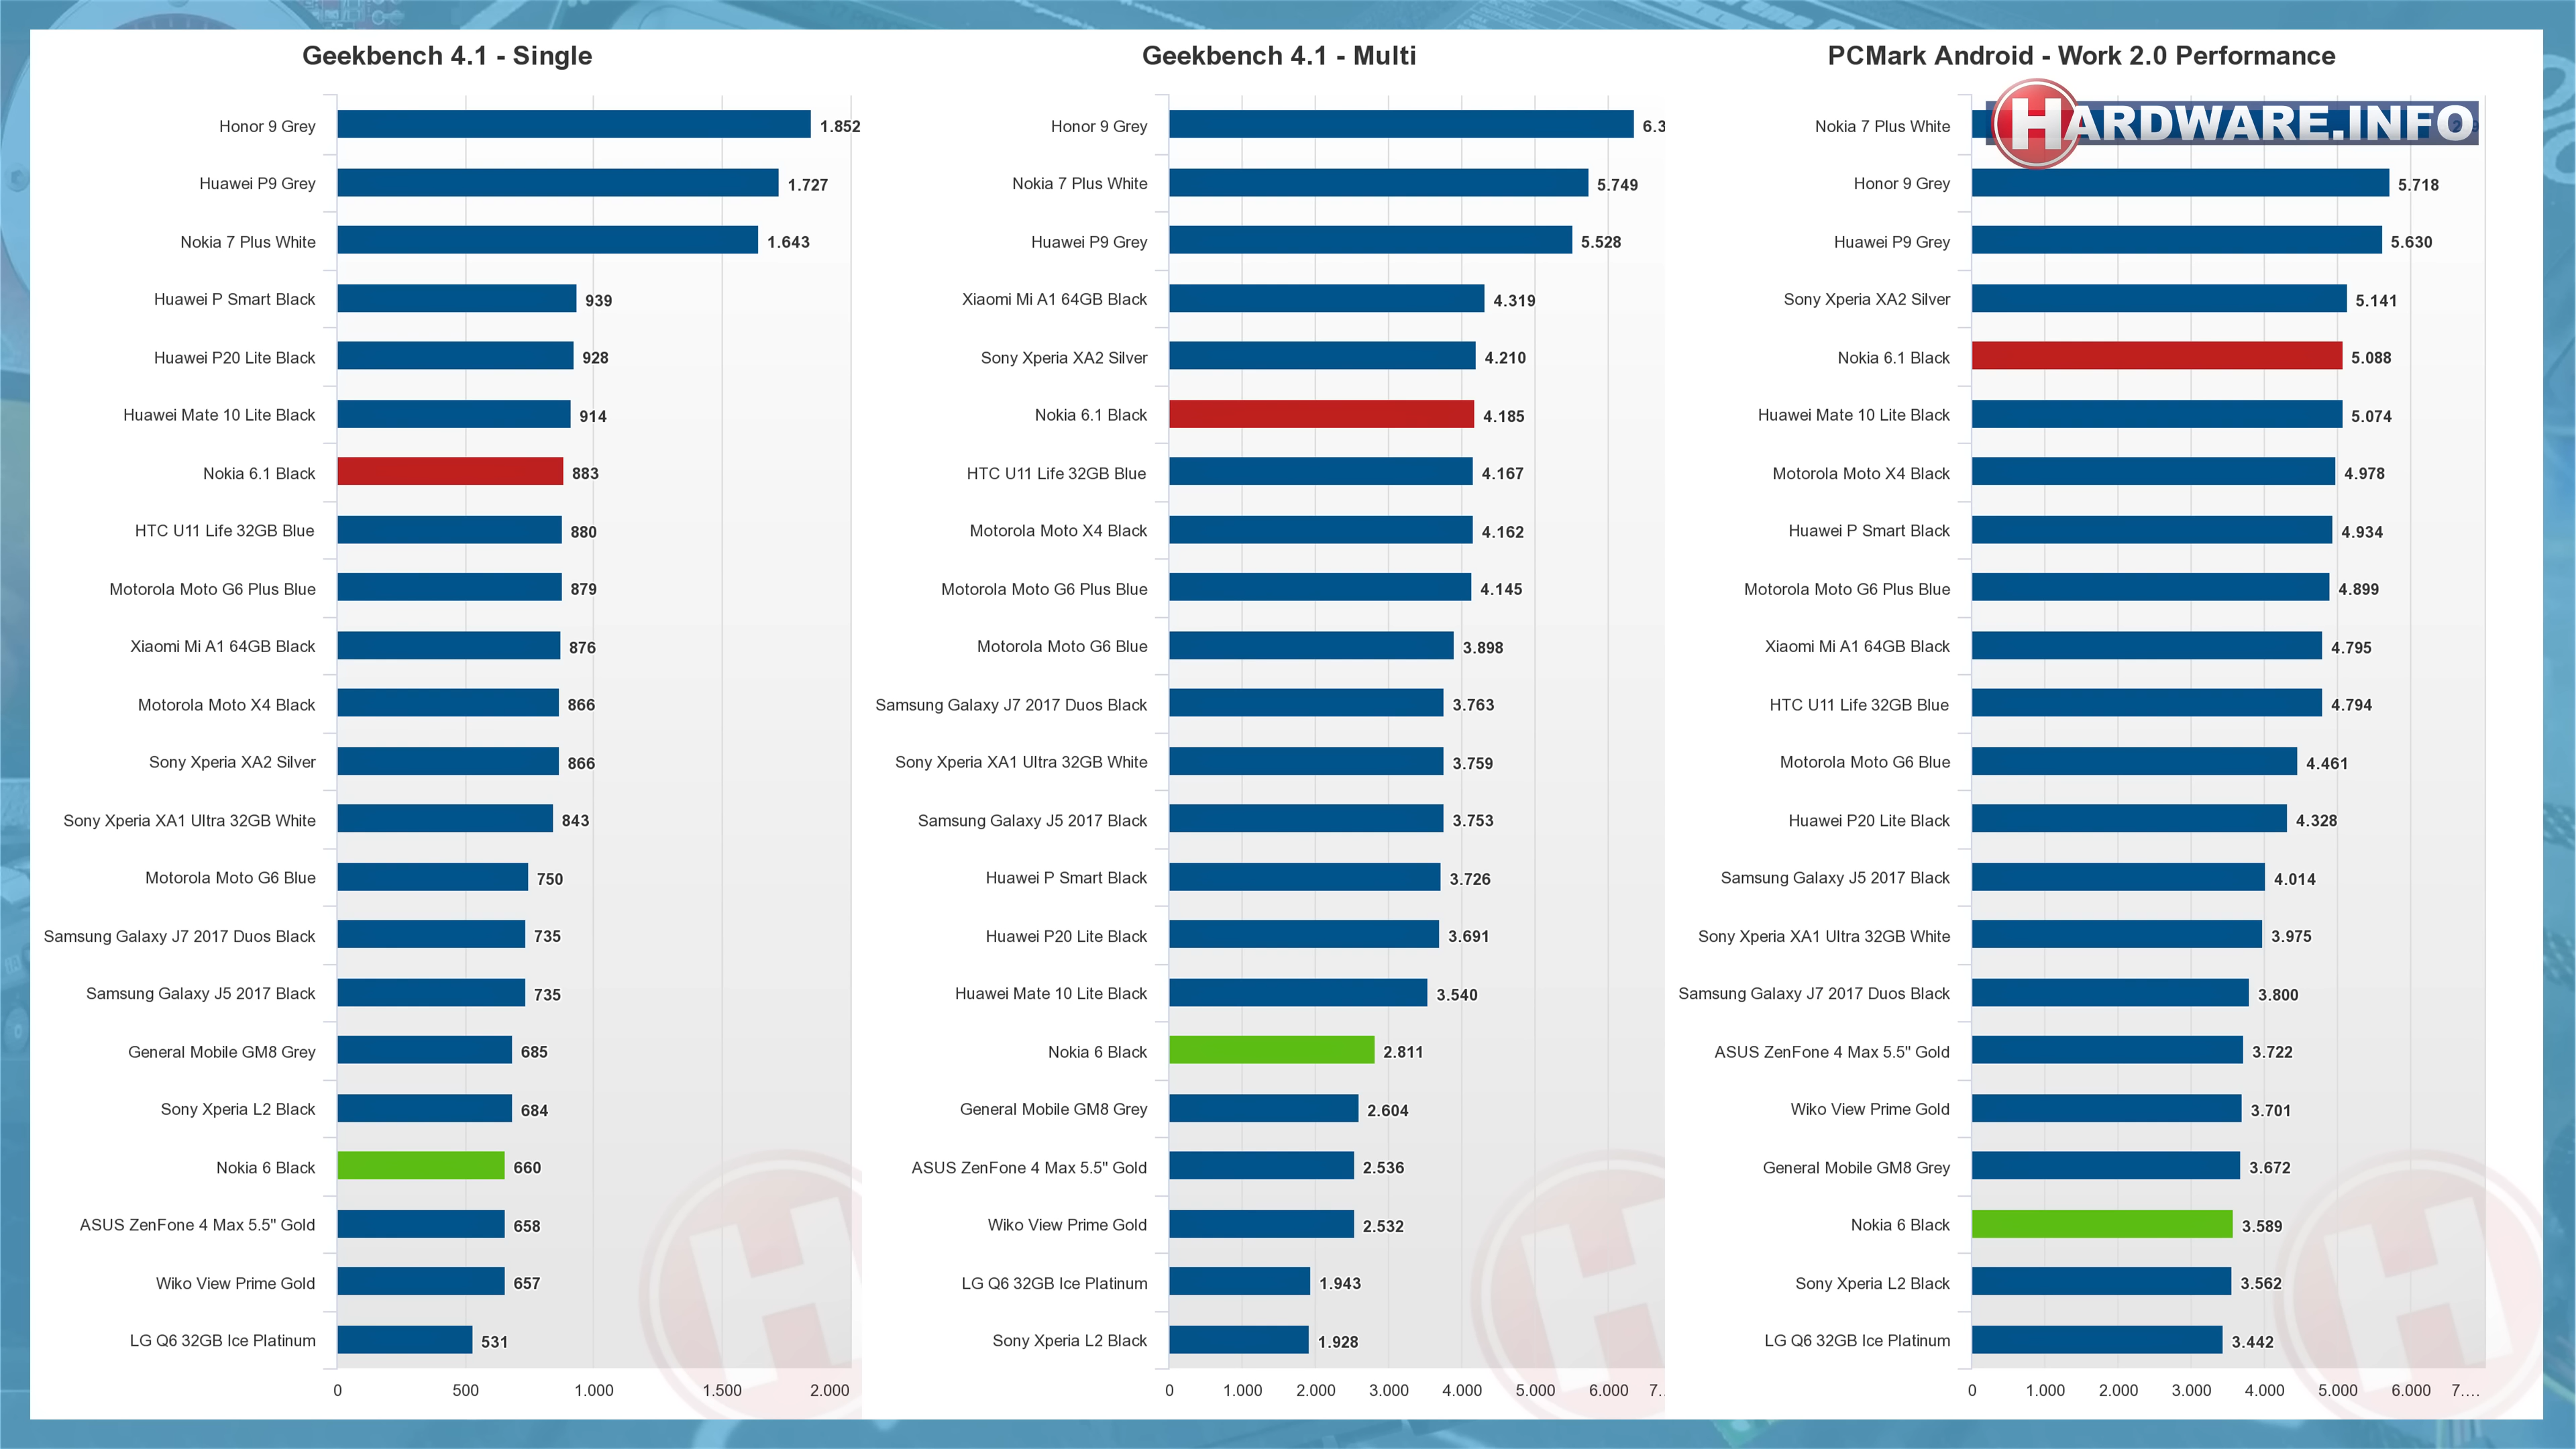 Geekbench 4.1 - Single
Honor 9 Grey 1.852
Huawei P9 Grey 1.727
Nokia 7 Plus White 1.643
Huawei P Smart Black 939
Huawei P20 Lite Black 928
Huawei Mate 10 Lite Black 914
Nokia 6.1 Black 883
HTC U11 Life 32GB Blue 880
Motorola Moto G6 Plus Blue 879
Xiaomi Mi A1 64GB Black 876
Motorola Moto X4 Black 866
Sony Xperia XA2 Silver 866
Sony Xperia XA1 Ultra 32GB White 843
Motorola Moto G6 Blue 750
Samsung Galaxy J7 2017 Duos Black 735
Samsung Galaxy J5 2017 Black 735
General Mobile GM8 Grey 685
Sony Xperia L2 Black 684
Nokia 6 Black 660
ASUS ZenFone 4 Max 5.5" Gold 658
Wiko View Prime Gold 657
LG Q6 32GB Ice Platinum 531
0 500 1.000 1.500 2.000
Geekbench 4.1 - Multi
Honor 9 Grey 6.3
Nokia 7 Plus White 5.749
Huawei P9 Grey 5.528
Xiaomi Mi A1 64GB Black 4.319
Sony Xperia XA2 Silver 4.210
Nokia 6.1 Black 4.185
HTC U11 Life 32GB Blue 4.167
Motorola Moto X4 Black 4.162
Motorola Moto G6 Plus Blue 4.145
Motorola Moto G6 Blue 3.898
Samsung Galaxy J7 2017 Duos Black 3.763
Sony Xperia XA1 Ultra 32GB White 3.759
Samsung Galaxy J5 2017 Black 3.753
Huawei P Smart Black 3.726
Huawei P20 Lite Black 3.691
Huawei Mate 10 Lite Black 3.540
Nokia 6 Black 2.811
General Mobile GM8 Grey 2.604
ASUS ZenFone 4 Max 5.5" Gold 2.536
Wiko View Prime Gold 2.532
LG Q6 32GB Ice Platinum 1.943
Sony Xperia L2 Black 1.928
0 1.000 2.000 3.000 4.000 5.000 6.000 7..
PCMark Android - Work 2.0 Performance
HARDWARE.INFO
Nokia 7 Plus White
Honor 9 Grey 5.718
Huawei P9 Grey 5.630
Sony Xperia XA2 Silver 5.141
Nokia 6.1 Black 5.088
Huawei Mate 10 Lite Black 5.074
Motorola Moto X4 Black 4.978
Huawei P Smart Black 4.934
Motorola Moto G6 Plus Blue 4.899
Xiaomi Mi A1 64GB Black 4.795
HTC U11 Life 32GB Blue 4.794
Motorola Moto G6 Blue 4.461
Huawei P20 Lite Black 4.328
Samsung Galaxy J5 2017 Black 4.014
Sony Xperia XA1 Ultra 32GB White 3.975
Samsung Galaxy J7 2017 Duos Black 3.800
ASUS ZenFone 4 Max 5.5" Gold 3.722
Wiko View Prime Gold 3.701
General Mobile GM8 Grey 3.672
Nokia 6 Black 3.589
Sony Xperia L2 Black 3.562
LG Q6 32GB Ice Platinum 3.442
0 1.000 2.000 3.000 4.000 5.000 6.000 7....